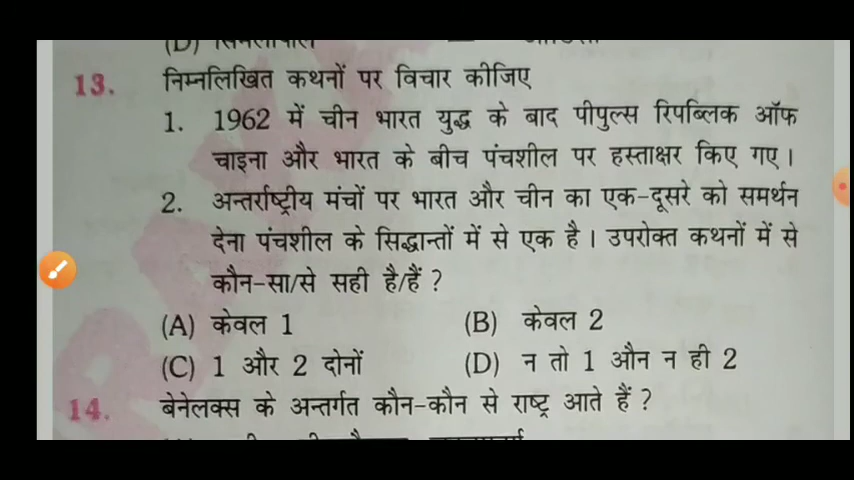 13. निम्नलिखित कथनों पर विचार कीजिए
1. 1962 में चीन भारत युद्ध के बाद पीपुल्स रिपब्लिक ऑफ
चाइना और भारत के बीच पंचशील पर हस्ताक्षर किए गए।
2. अन्तर्राष्ट्रीय मंचों पर भारत और चीन का एक-दूसरे को समर्थन
देना पंचशील के सिद्धान्तों में से एक है। उपरोक्त कथनों में से
कौन-सा/से सही है/हैं ?
(A) केवल 1 (B) केवल 2
(C) 1 और 2 दोनों (D) न तो 1 औन न ही 2
14. बेनेलक्स के अन्तर्गत कौन-कौन से राष्ट्र आते हैं ?